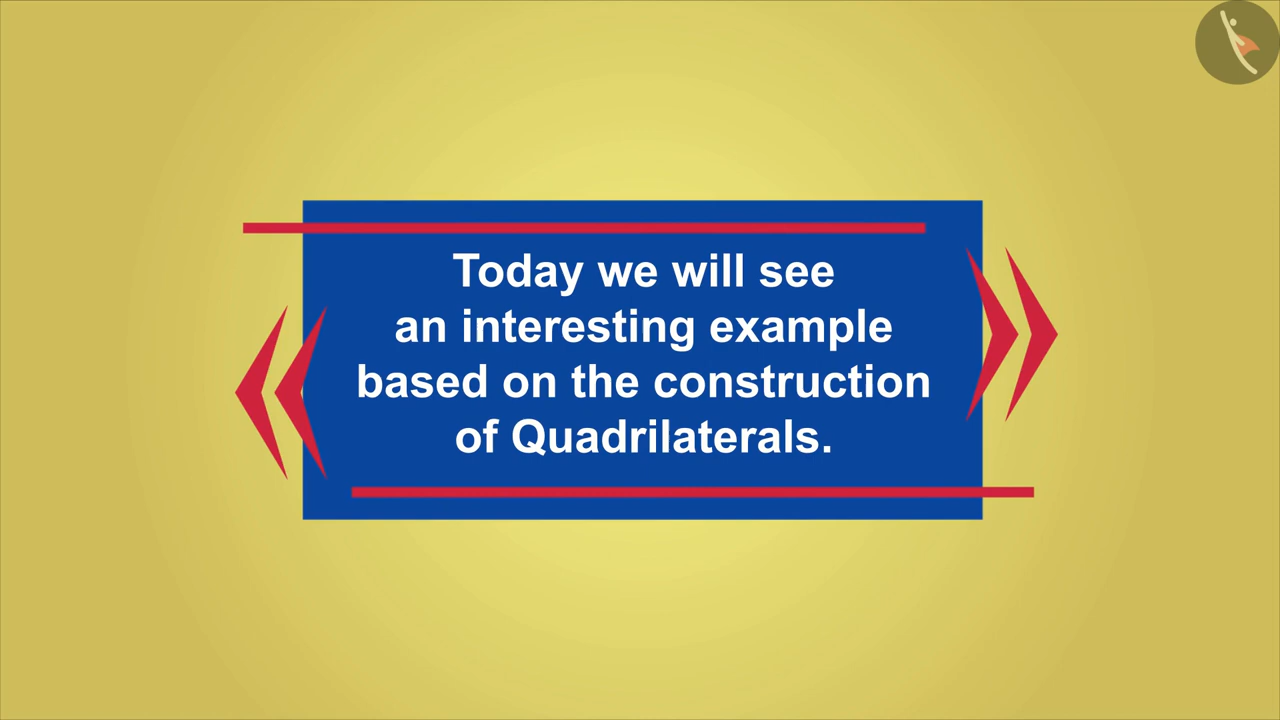 Today we will see
an interesting example
based on the construction
of Quadrilaterals.